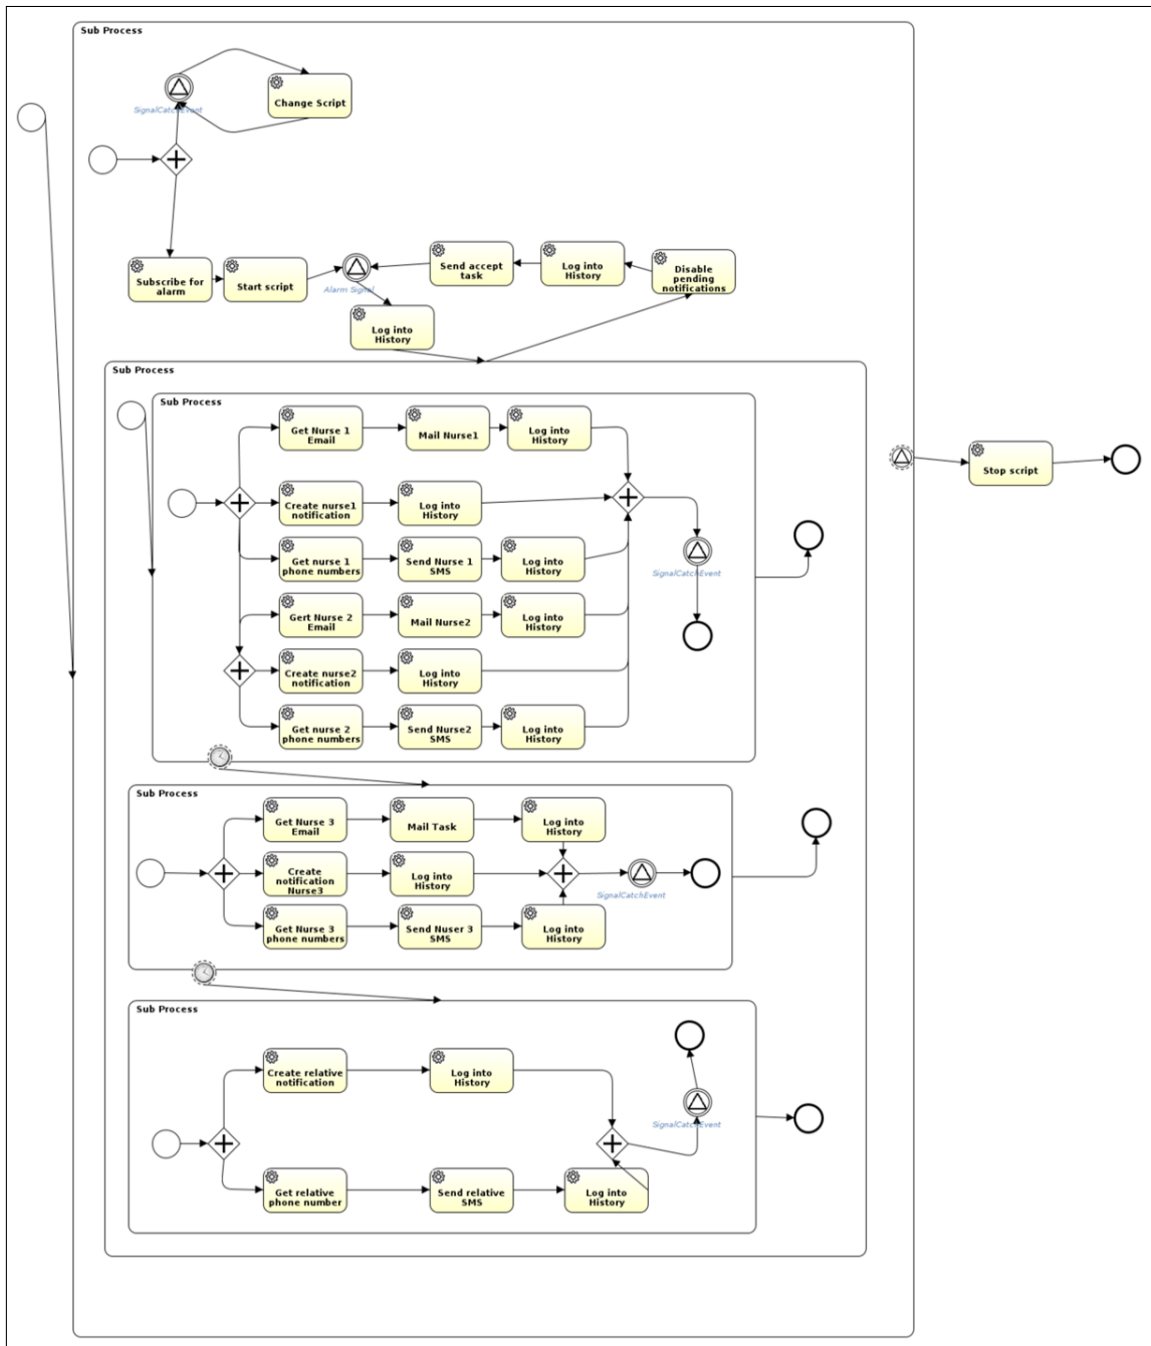 Sub Process
SignalCatchEvent
Change Script
Subscribe for
alarm
Start script
Alarm Signal
Send accept
task
Log into
History
Disable
pending
notifications
Log into
History
Sub Process
Sub Process
Get Nurse 1
Email
Mail Nurse1
Log into
History
Create nurse1
notification
Log into
History
Get nurse 1
phone numbers
Send Nurse 1
SMS
Log into
History
SignalCatchEvent
Gert Nurse 2
Email
Mail Nurse2
Log into
History
Create nurse2
notification
Log into
History
Get nurse 2
phone numbers
Send Nurse2
SMS
Log into
History
Stop script
Sub Process
Get Nurse 3
Email
Mail Task
Log into
History
Create
notification
Nurse3
Log into
History
SignalCatchEvent
Get Nurse 3
phone numbers
Send Nuser 3
SMS
Log into
History
Sub Process
Create relative
notification
Log into
History
SignalCatchEvent
Get relative
phone number
Send relative
SMS
Log into
History